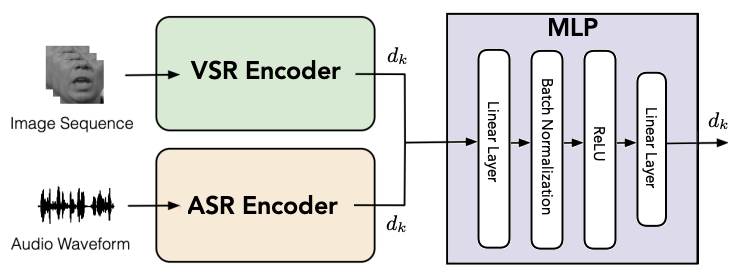 MLP
VSR Encoder
d_k
Image Sequence
Linear Layer
Batch Normalization
ReLU
Linear Layer
d_k
ASR Encoder
d_k
Audio Waveform